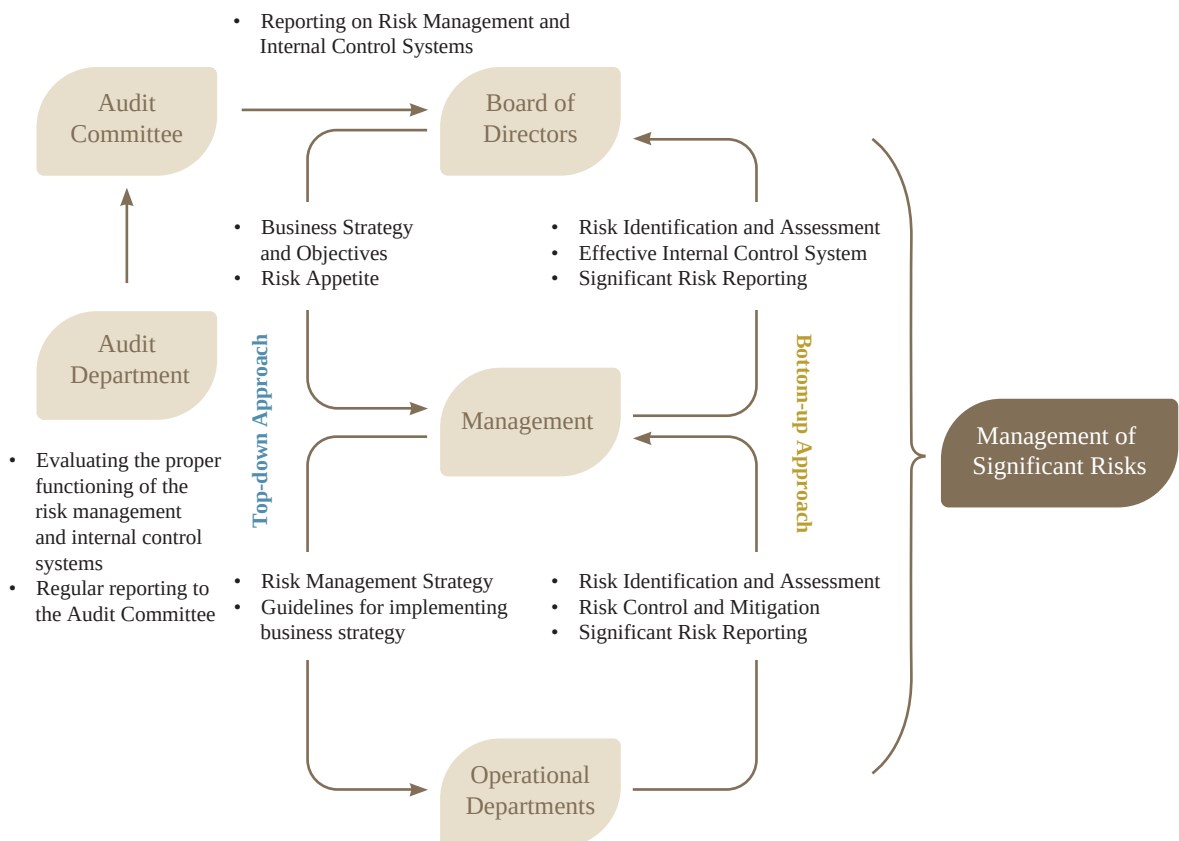 • Reporting on Risk Management and
Internal Control Systems
Audit
Committee
Board of
Directors
• Business Strategy
and Objectives
• Risk Appetite
• Risk Identification and Assessment
• Effective Internal Control System
• Significant Risk Reporting
Audit
Department
Top-down Approach
Bottom-up Approach
Management
Management of
Significant Risks
• Evaluating the proper
functioning of the
risk management
and internal control
systems
• Regular reporting to
the Audit Committee
• Risk Management Strategy
• Guidelines for implementing
business strategy
• Risk Identification and Assessment
• Risk Control and Mitigation
• Significant Risk Reporting
Operational
Departments